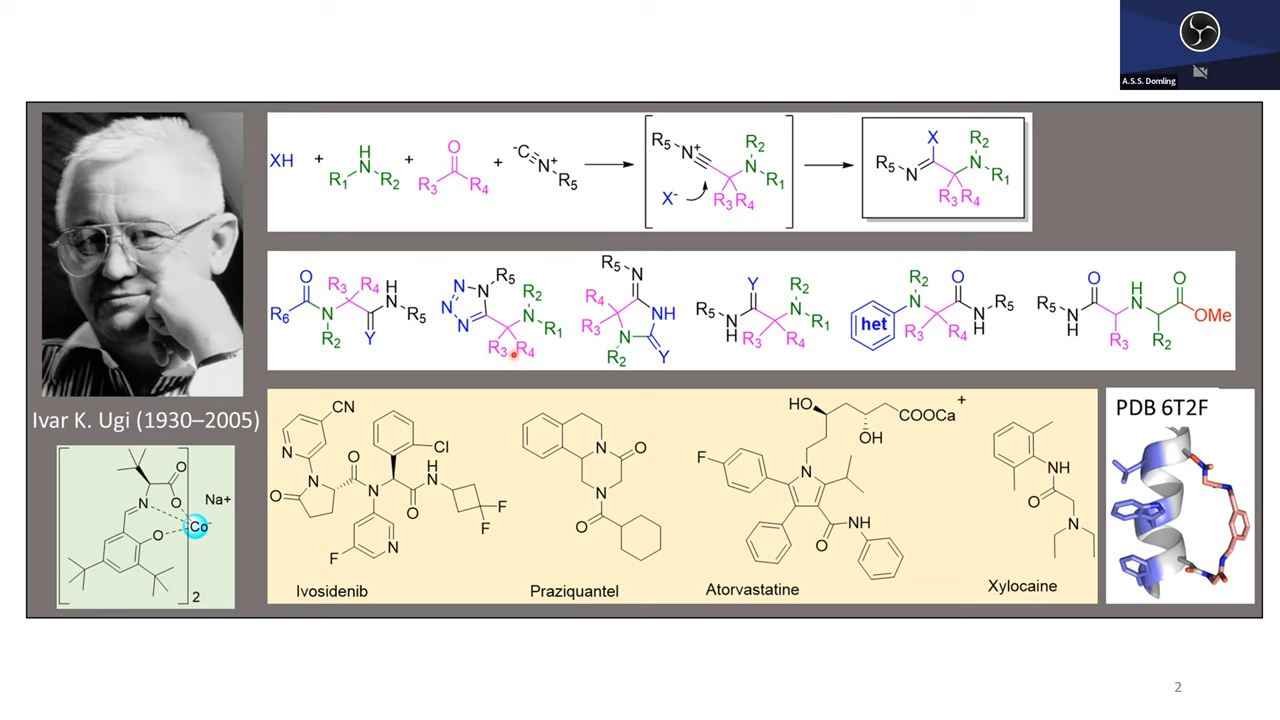 A.S.S. Domling
XH + R1 H N R2 + O R3 R4 + -C N+ R5
R5 N+ R2 N R1 X- R3 R4
X R2 R5 N N R1 R3 R4
O R3 R4 H N R5 R6 N R2 Y
R5 N N N N R2 N R1 R3 R4
R5 N R4 R3 NH N R2 Y
Y R2 R5 N H N R1 R3 R4
R2 N O R5 N H R3 R4 het
O H N O R5 N H OMe R3 R2
Ivar K. Ugi (1930–2005)
O O N O Na+ Co- 2
CN N O N O N Cl H N O F F F N
Ivosidenib
N O N O
Praziquantel
HO COOCa + OH F N NH O
Atorvastatine
NH O N
Xylocaine
PDB 6T2F
2